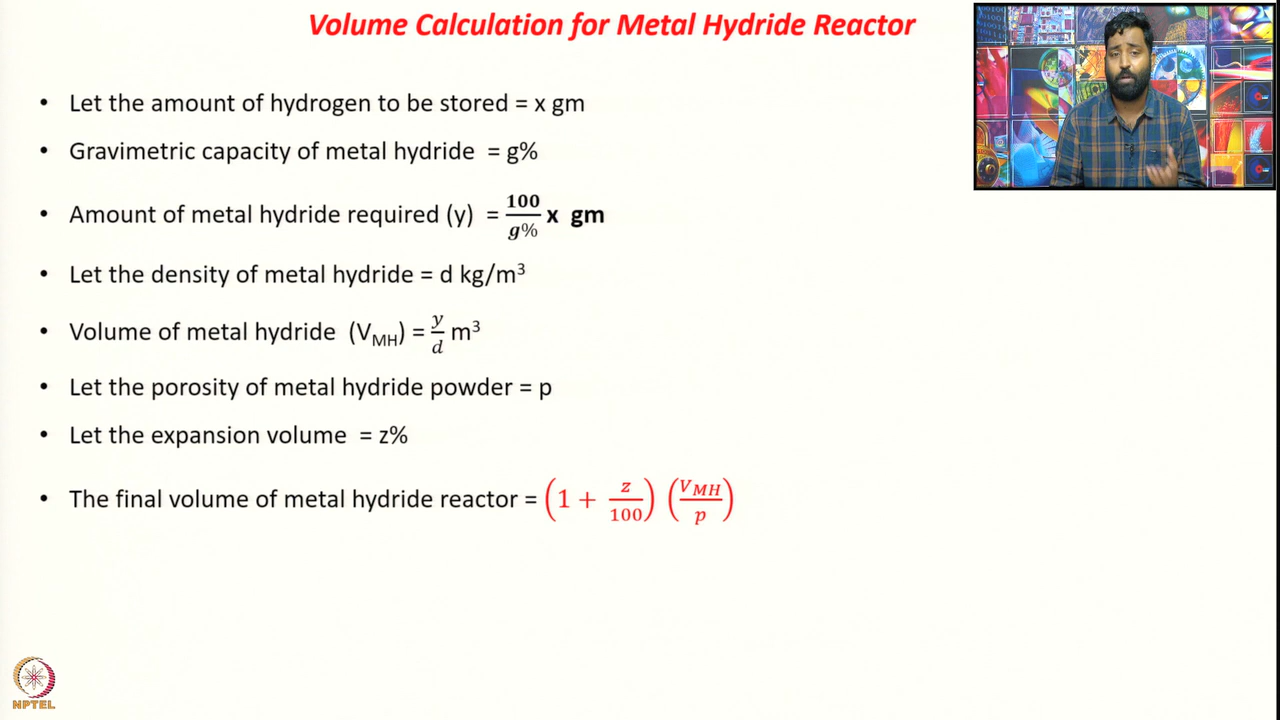 Volume Calculation for Metal Hydride Reactor
• Let the amount of hydrogen to be stored = x gm
• Gravimetric capacity of metal hydride = g%
• Amount of metal hydride required (y) = 100/g% x gm
• Let the density of metal hydride = d kg/m³
• Volume of metal hydride (V_MH) = y/d m³
• Let the porosity of metal hydride powder = p
• Let the expansion volume = z%
• The final volume of metal hydride reactor = (1 + z/100) (V_MH/p)
NPTEL